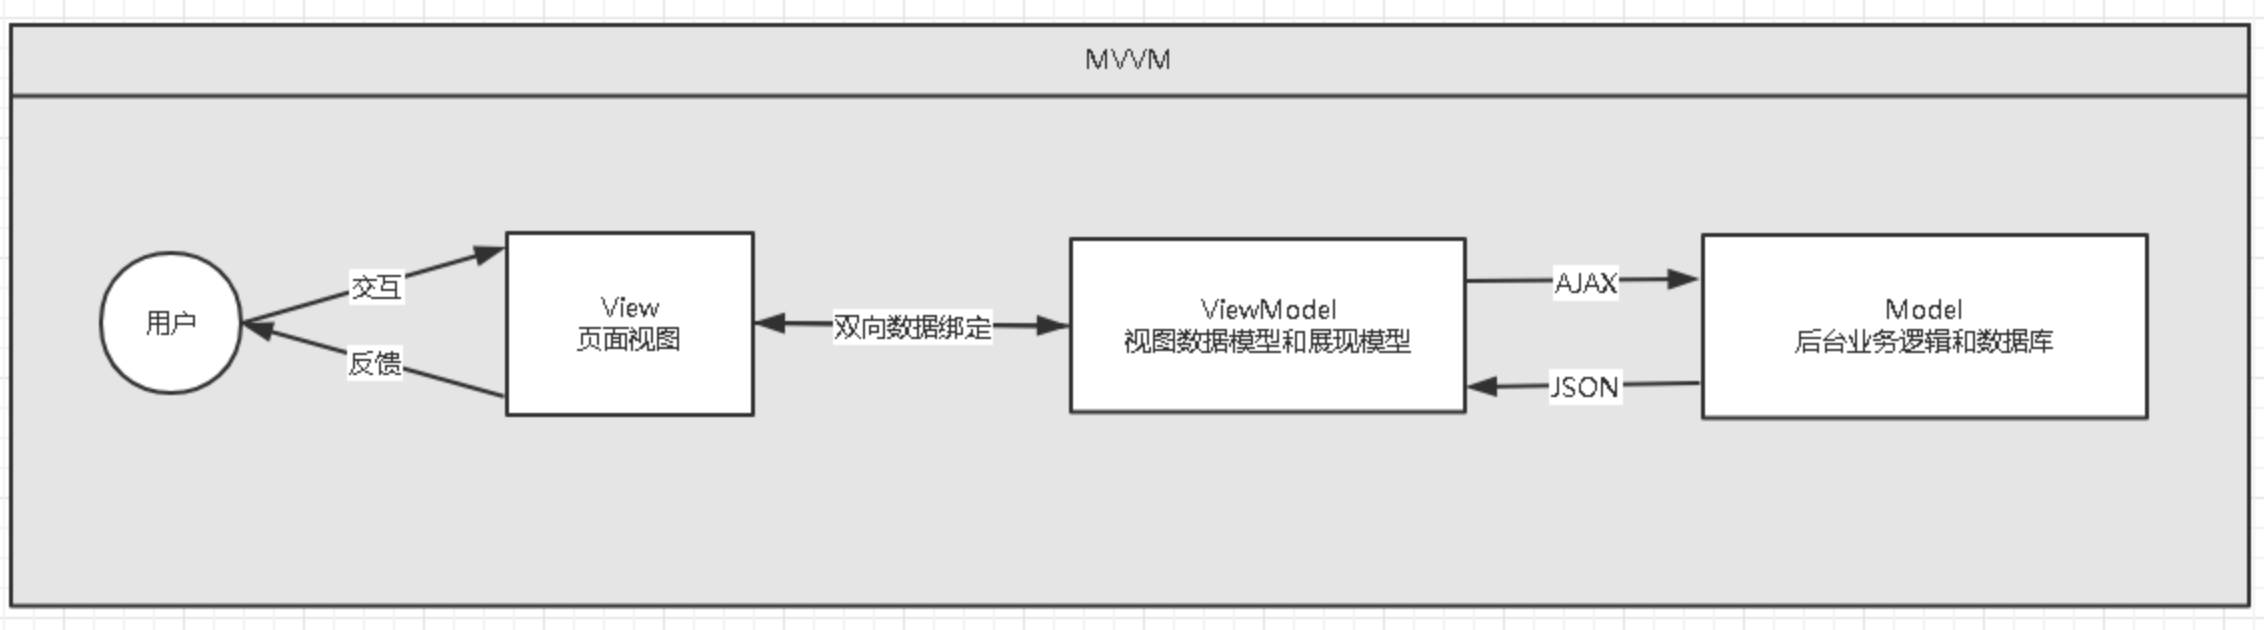 MVVM
用户
交互
反馈
View
页面视图
双向数据绑定
ViewModel
视图数据模型和展现模型
AJAX
JSON
Model
后台业务逻辑和数据库